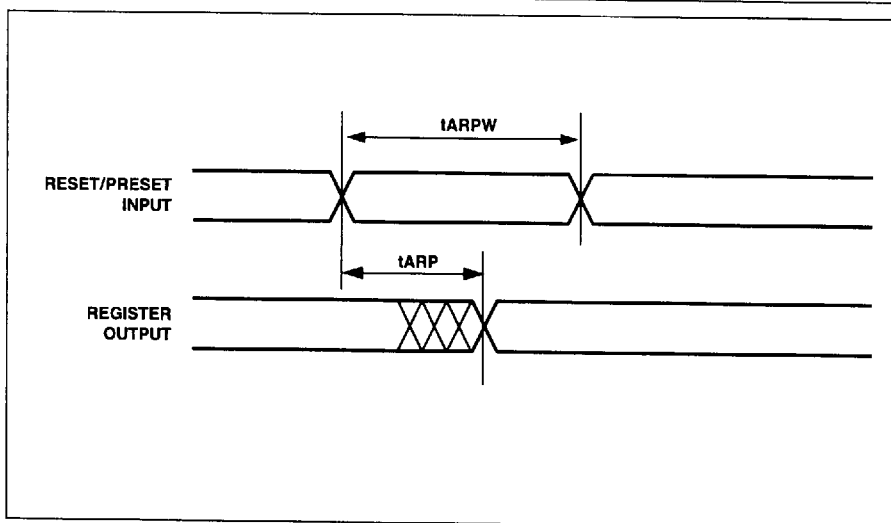 tARPW
RESET/PRESET
INPUT
tARP
REGISTER
OUTPUT